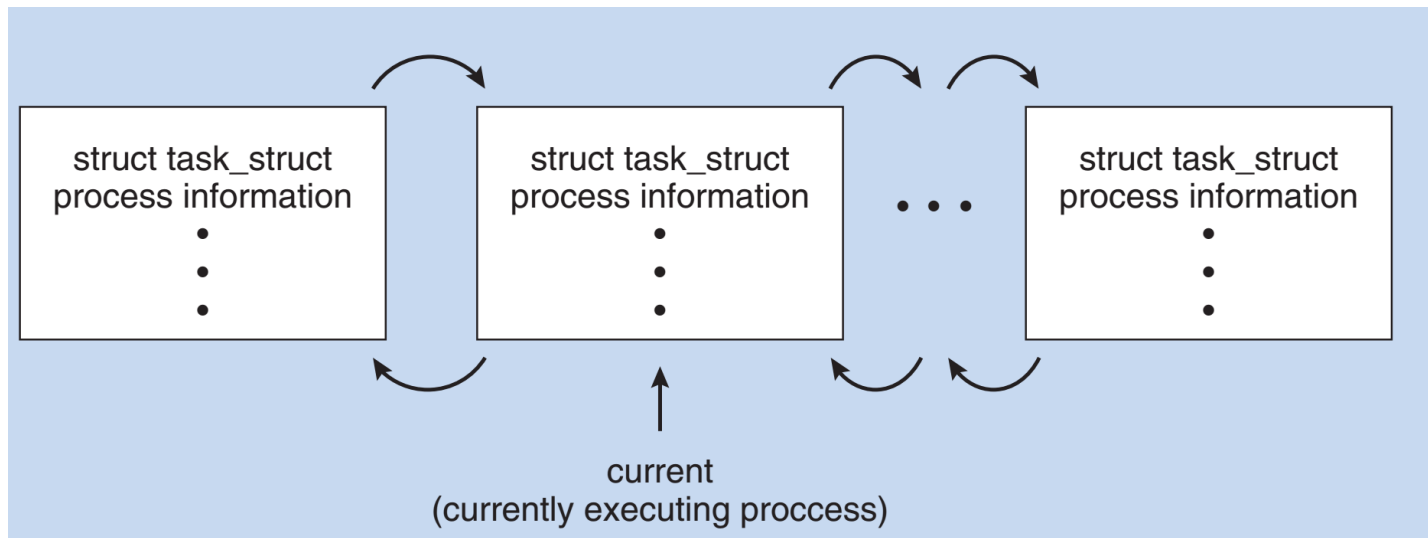 struct task_struct
process information
struct task_struct
process information
struct task_struct
process information
current
(currently executing proccess)